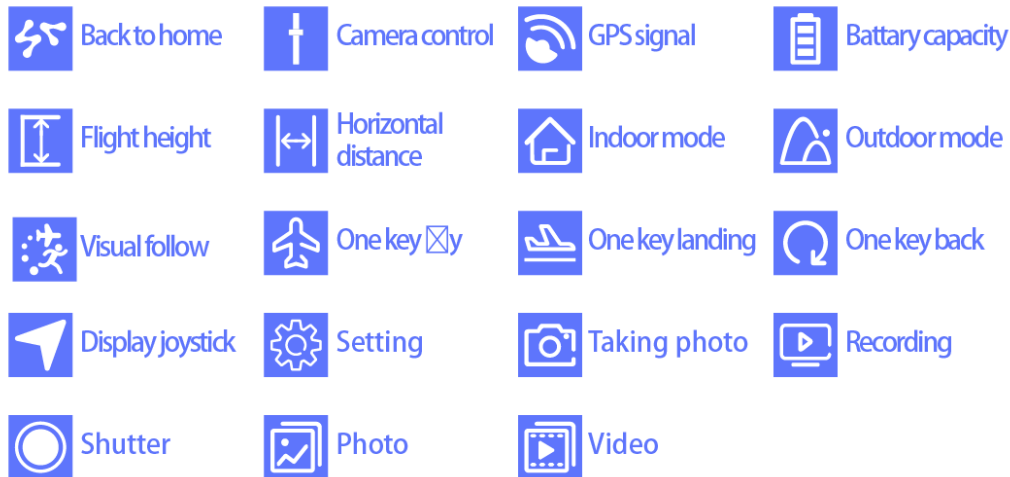 Back to home
Camera control
GPS signal
Battary capacity
Flight height
Horizontal
distance
Indoor mode
Outdoor mode
Visual follow
One key ☒y
One key landing
One key back
Display joystick
Setting
Taking photo
Recording
Shutter
Photo
Video